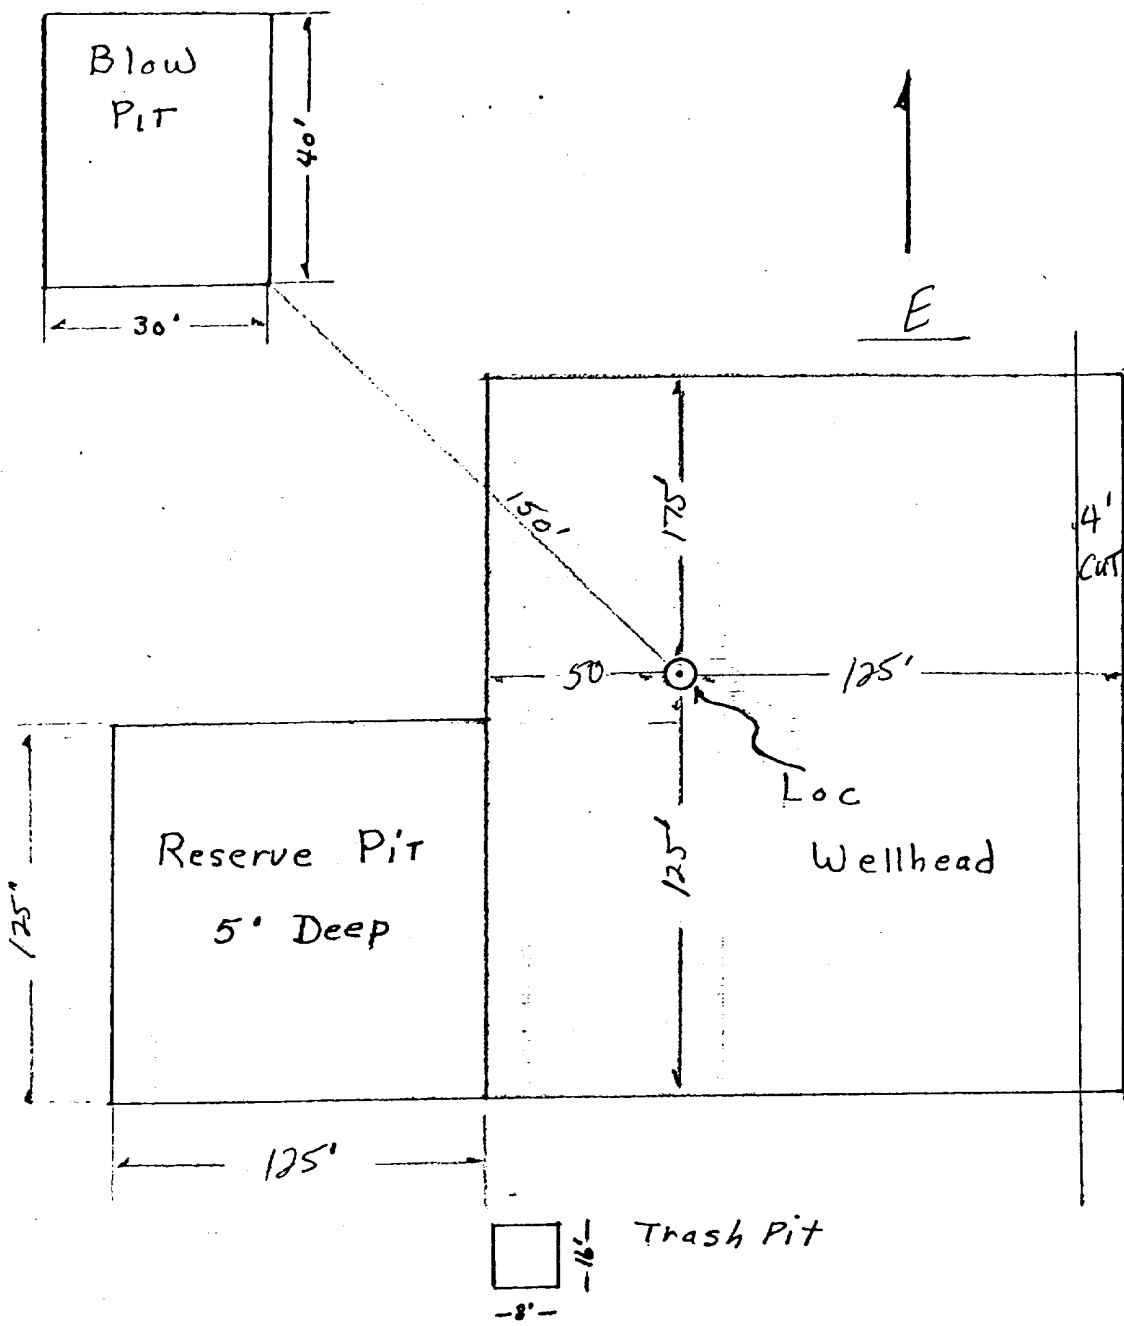 Blow
PIT
40'
30'
E
150'
175'
4'
CUT
50
125'
Loc
Wellhead
125'
Reserve PiT
5' Deep
125"
125'
Trash Pit
16'
8'